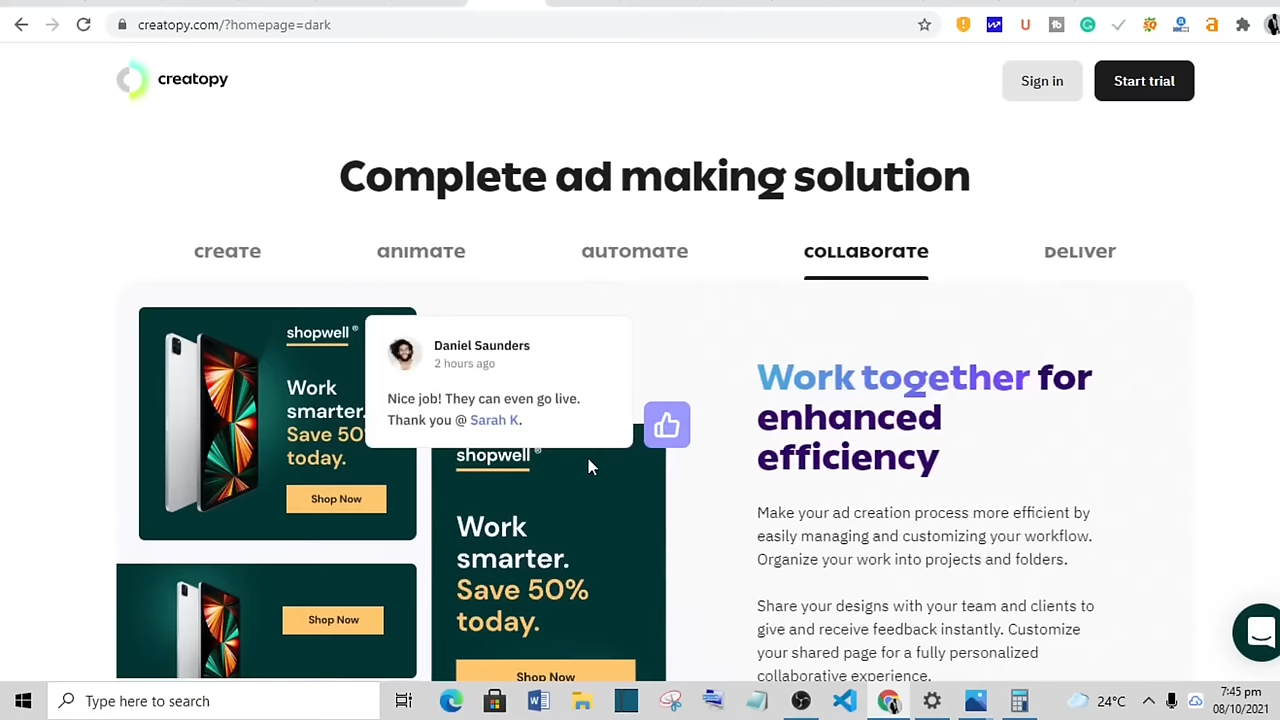 creatopy.com/?homepage=dark
creatopy
Sign in
Start trial
Complete ad making solution
create
animate
automate
collaborate
Deliver
shopwell®
Work
smarter.
Save 50
today.
Shop Now
Daniel Saunders
2 hours ago
Nice job! They can even go live.
Thank you @ Sarah K.
shopwell®
Work
smarter.
Save 50%
today.
Shop Now
Shop Now
Work together for
enhanced
efficiency
Make your ad creation process more efficient by
easily managing and customizing your workflow.
Organize your work into projects and folders.
Share your designs with your team and clients to
give and receive feedback instantly. Customize
your shared page for a fully personalized
collaborative experience.
Type here to search
24°C
7:45 pm
08/10/2021